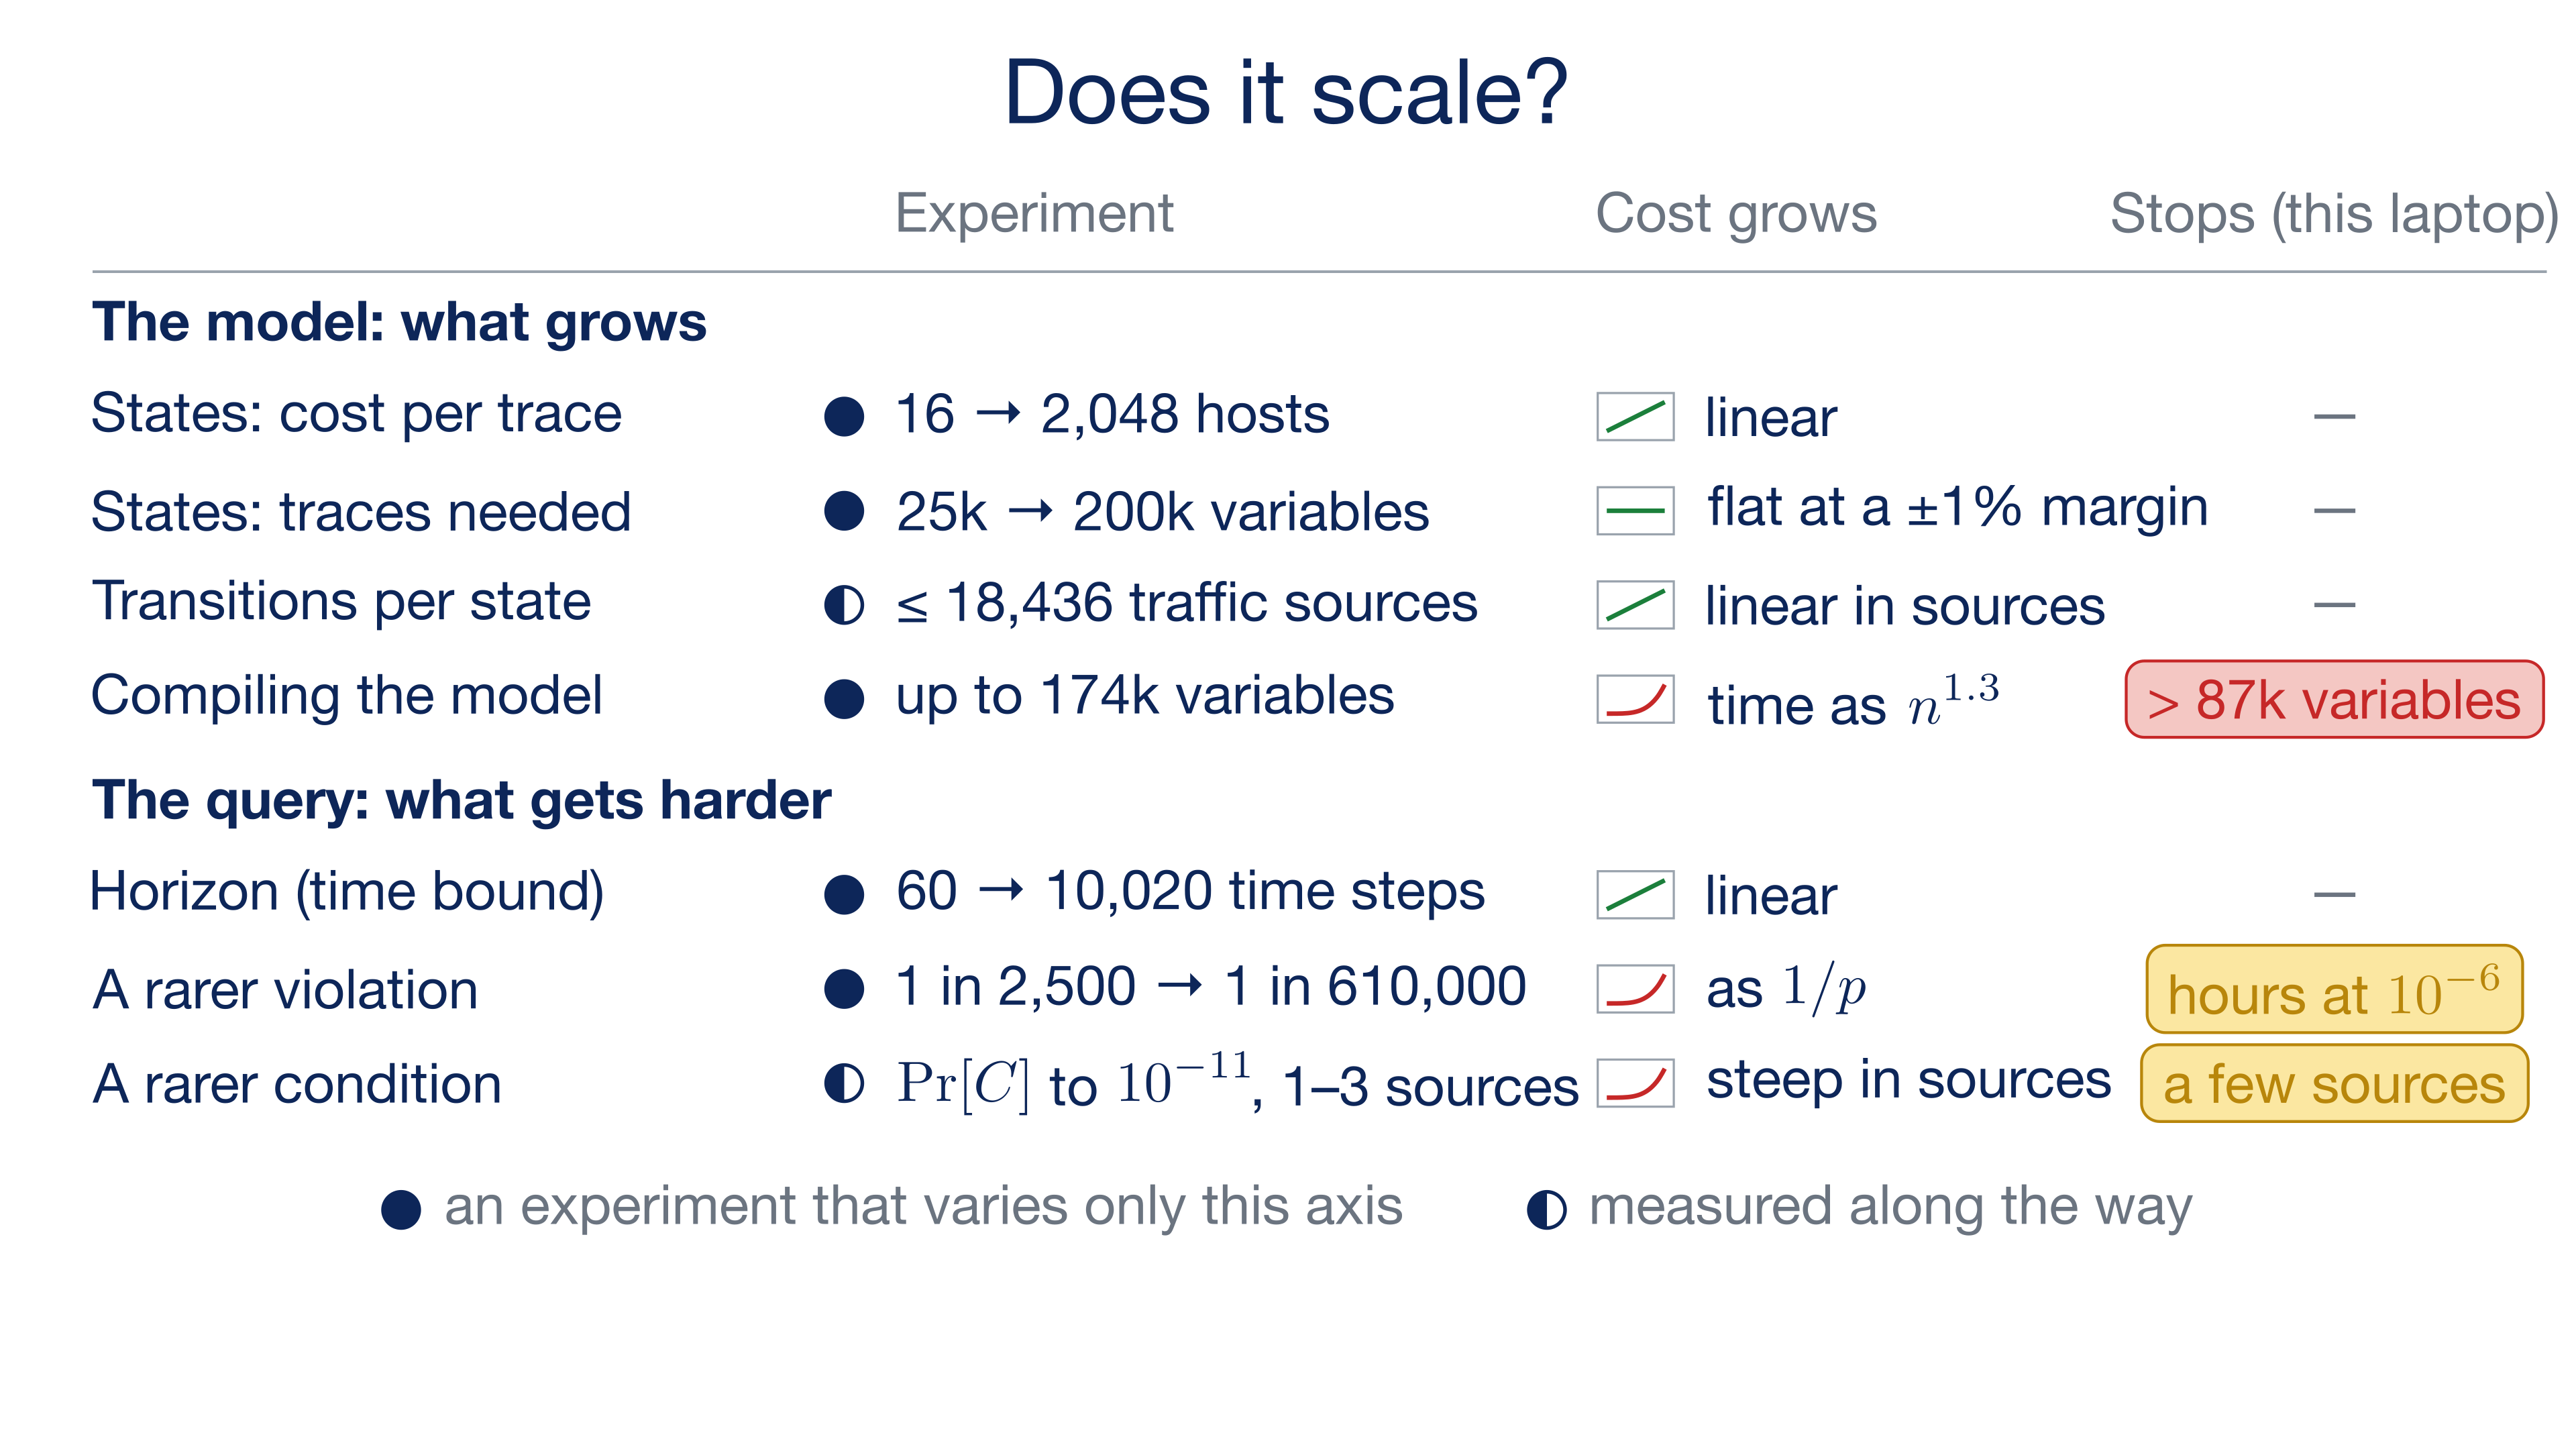 Does it scale?
Experiment Cost grows Stops (this laptop)
The model: what grows
States: cost per trace ● 16 → 2,048 hosts linear —
States: traces needed ● 25k → 200k variables flat at a ±1% margin —
Transitions per state ◐ ≤ 18,436 traffic sources linear in sources —
Compiling the model ● up to 174k variables time as n^1.3 > 87k variables
The query: what gets harder
Horizon (time bound) ● 60 → 10,020 time steps linear —
A rarer violation ● 1 in 2,500 → 1 in 610,000 as 1/p hours at 10^−6
A rarer condition ◐ Pr[C] to 10^−11, 1–3 sources steep in sources a few sources
● an experiment that varies only this axis ◐ measured along the way